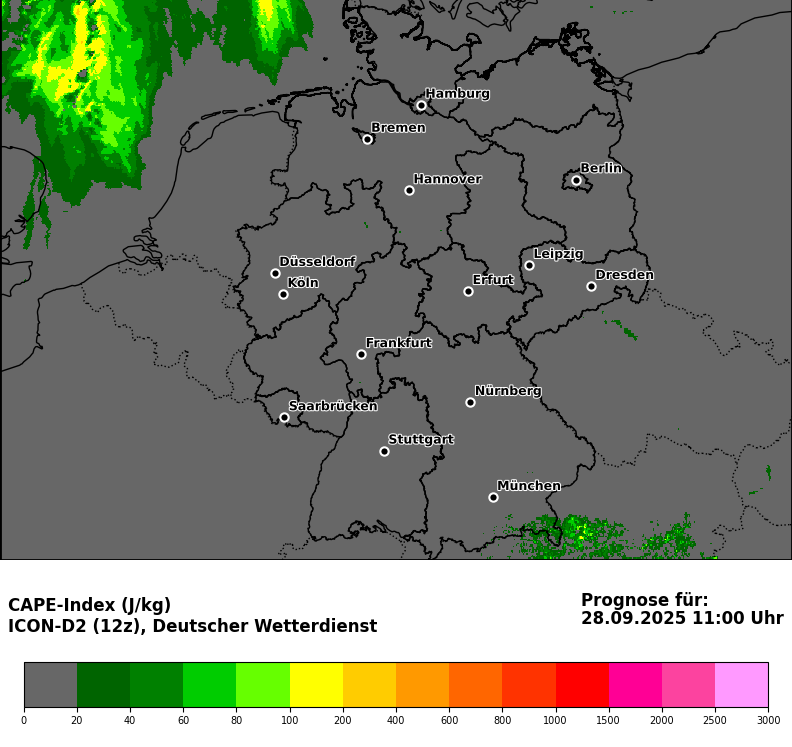 Hamburg
Bremen
Berlin
Hannover
Leipzig
Düsseldorf
Dresden
Erfurt
Köln
Frankfurt
Nürnberg
Saarbrücken
Stuttgart
München
CAPE-Index (J/kg)
ICON-D2 (12z), Deutscher Wetterdienst
Prognose für:
28.09.2025 11:00 Uhr
0 20 40 60 80 100 200 400 600 800 1000 1500 2000 2500 3000